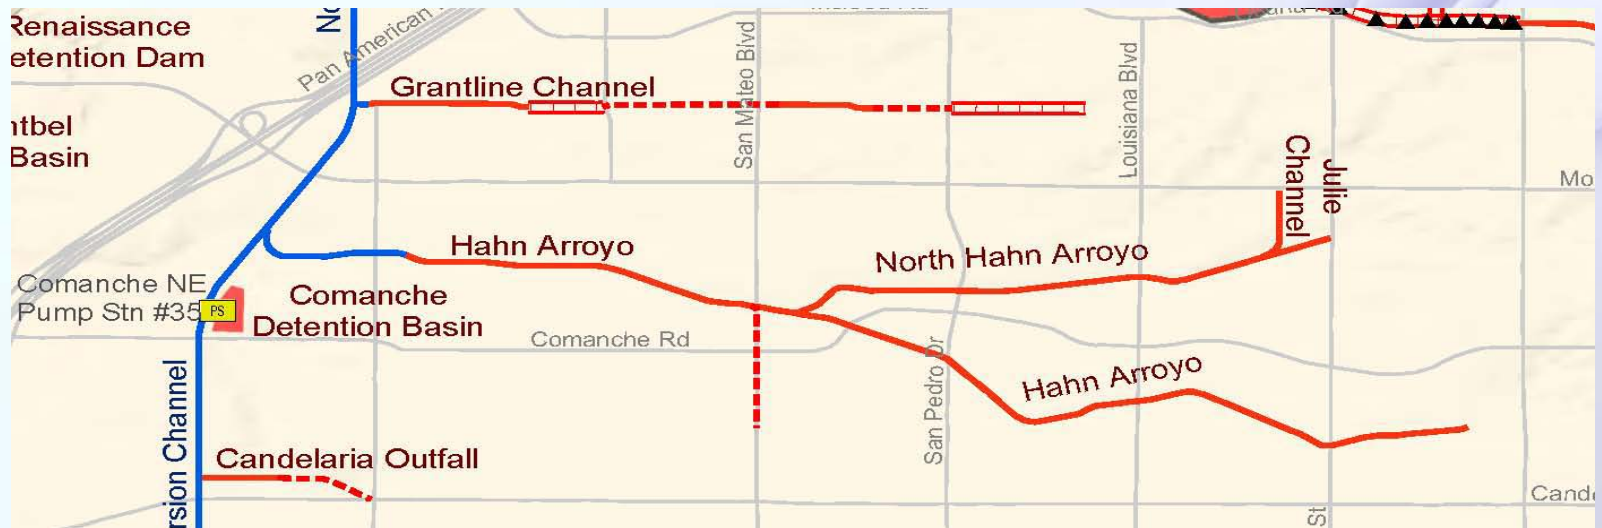 Renaissance
etention Dam
ntbel
Basin
Pan American
No
Grantline Channel
San Mateo Blvd
Louisiana Blvd
Julie
Channel
Mo
Hahn Arroyo
North Hahn Arroyo
Comanche NE
Pump Stn #35
PS
Comanche
Detention Basin
Comanche Rd
San Pedro Dr
Hahn Arroyo
rsion Channel
Candelaria Outfall
Cande
St